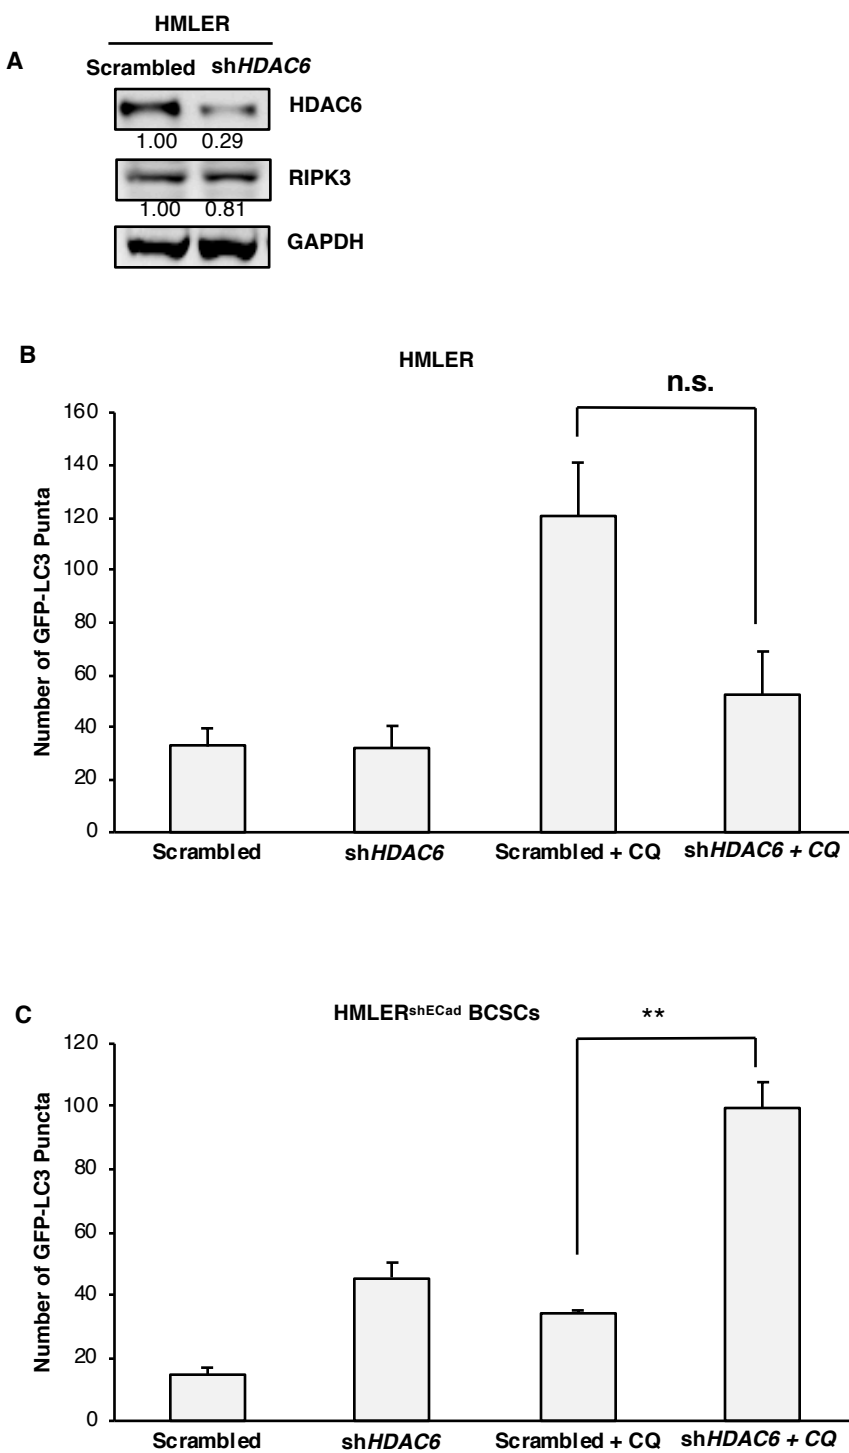 HMLER
A
Scrambled shHDAC6
HDAC6
1.00 0.29
RIPK3
1.00 0.81
GAPDH
B
HMLER
n.s.
Number of GFP-LC3 Punta
160
140
120
100
80
60
40
20
0
Scrambled shHDAC6 Scrambled + CQ shHDAC6 + CQ
C
HMLERshECad BCSCs
**
Number of GFP-LC3 Puncta
120
100
80
60
40
20
0
Scrambled shHDAC6 Scrambled + CQ shHDAC6 + CQ